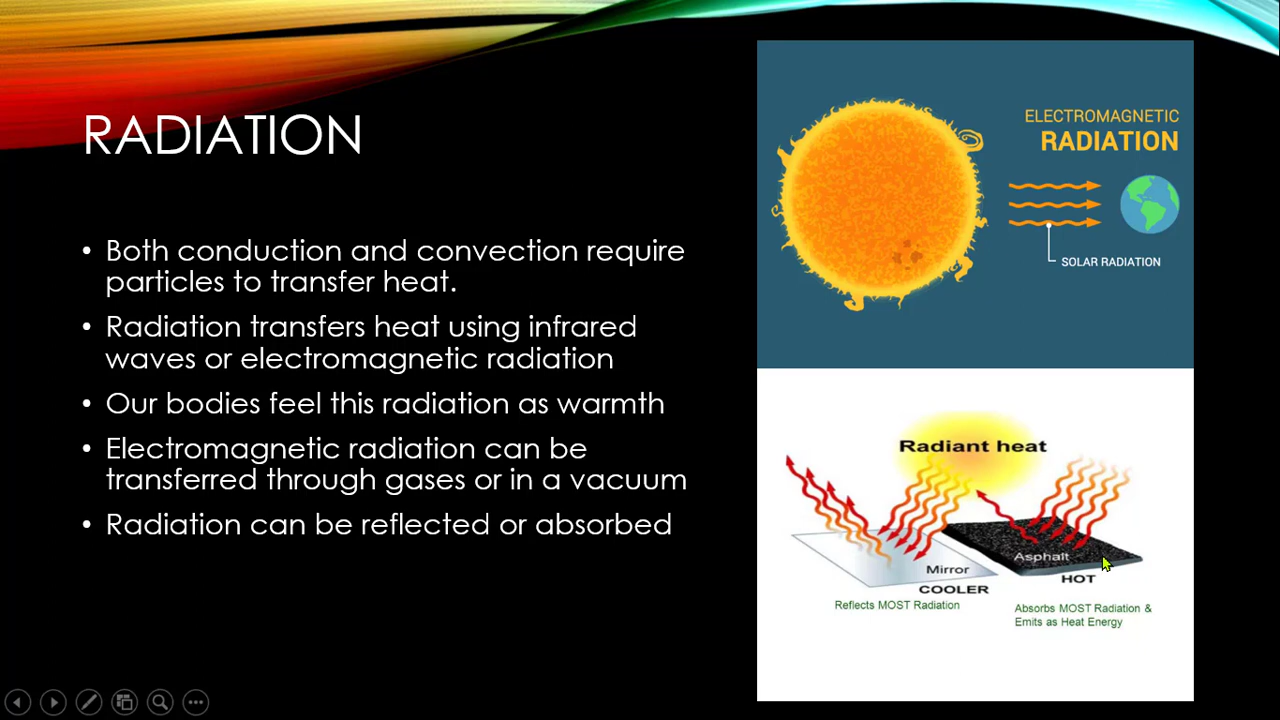 RADIATION
• Both conduction and convection require
particles to transfer heat.
• Radiation transfers heat using infrared
waves or electromagnetic radiation
• Our bodies feel this radiation as warmth
• Electromagnetic radiation can be
transferred through gases or in a vacuum
• Radiation can be reflected or absorbed
ELECTROMAGNETIC
RADIATION
SOLAR RADIATION
Radiant heat
Mirror
COOLER
Reflects MOST Radiation
Asphalt
HOT
Absorbs MOST Radiation &
Emits as Heat Energy